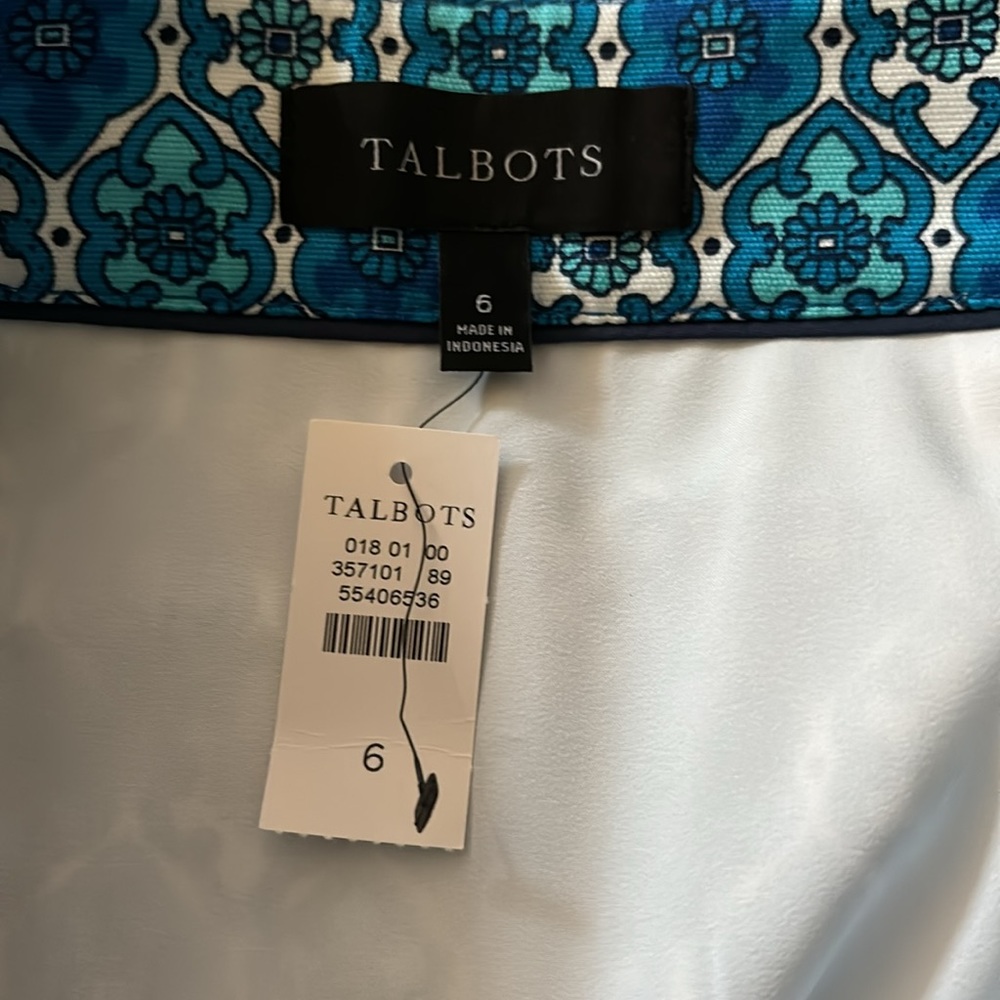 TALBOTS
6
MADE IN
INDONESIA
TALBOTS
018 01 00
357101 89
55406536
6